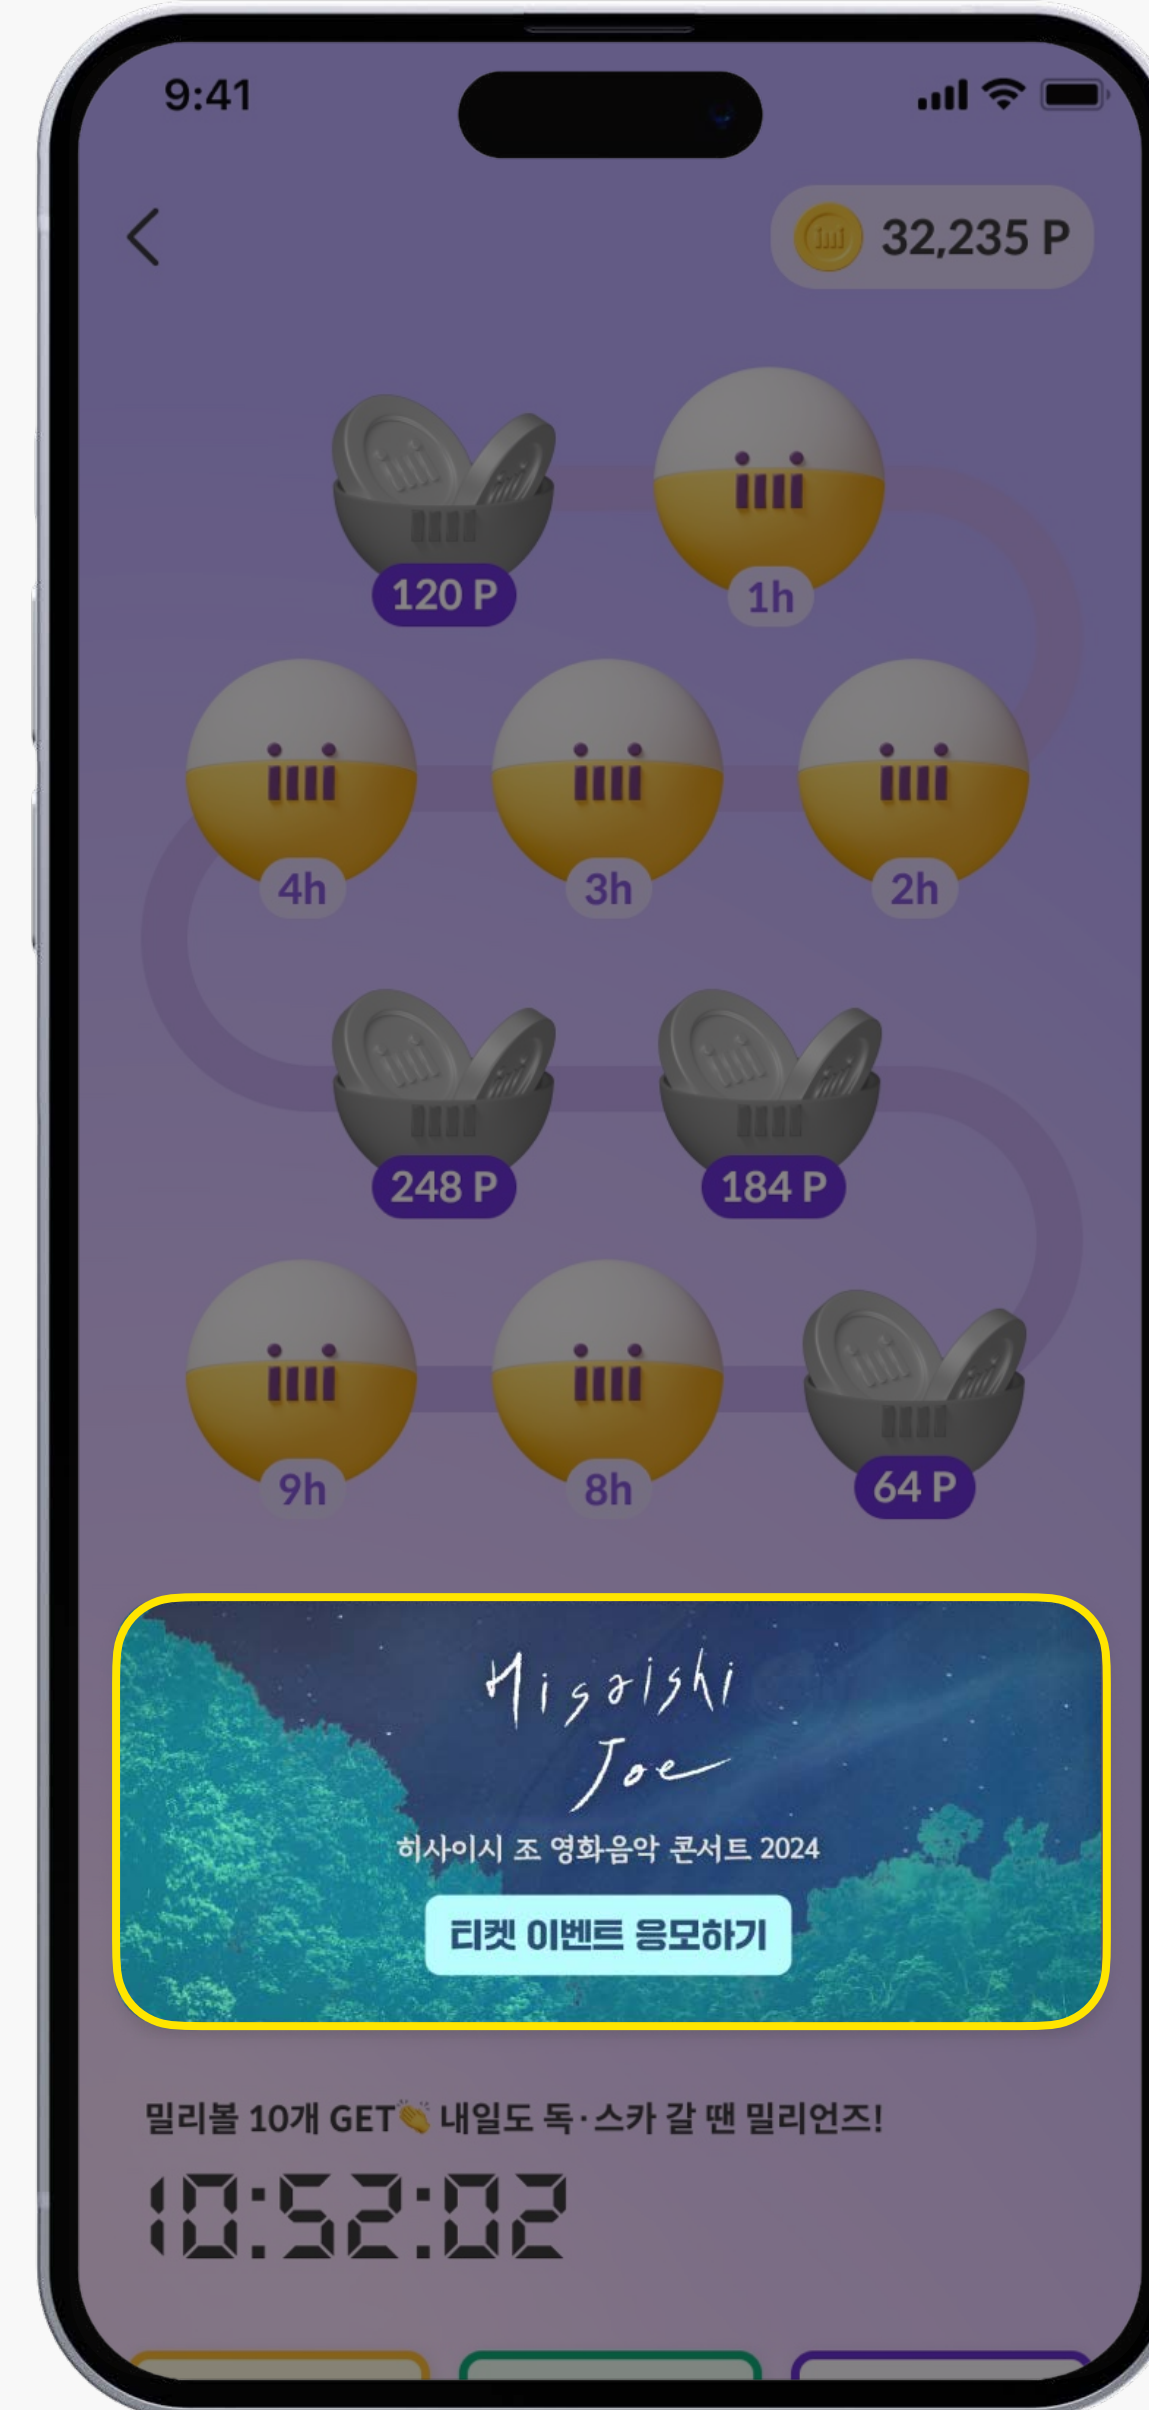 9:41
32,235 P
120 P
1h
4h
3h
2h
248 P
184 P
9h
8h
64 P
Hisaishi
Joe
히사이시 조 영화음악 콘서트 2024
티켓 이벤트 응모하기
밀리볼 10개 GET👏 내일도 독·스카 갈 땐 밀리언즈!
10:52:02